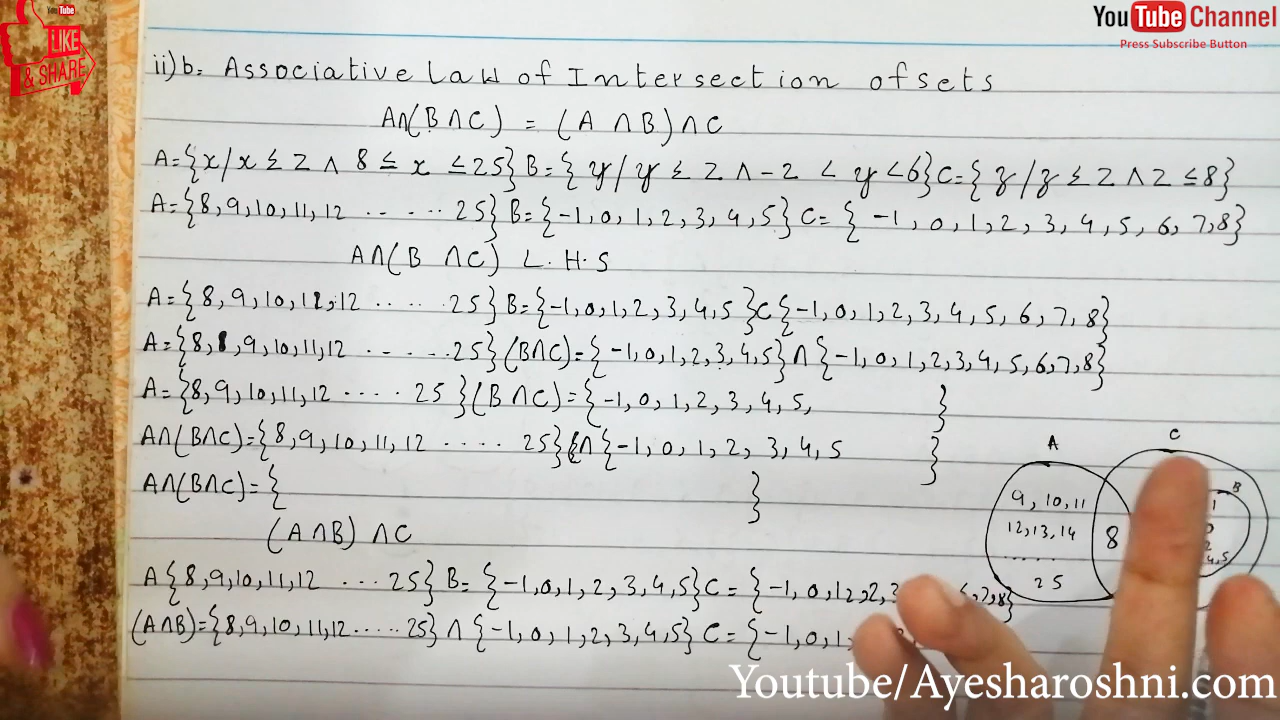 YouTube
LIKE & SHARE
YouTube Channel
Press Subscribe Button
ii)b. Associative Law of Intersection of sets
A∩(B∩C) = (A∩B)∩C
A={x/x ≤ Z ∧ 8 ≤ x ≤25} B={y/y ≤ Z ∧ -2 < y <6} C={z/z ≤ Z ∧ Z ≤8}
A={8,9,10,11,12 ..... 25} B={-1,0,1,2,3,4,5} C={-1,0,1,2,3,4,5,6,7,8}
A∩(B∩C) L.H.S
A={8,9,10,11,12 ..... 25} B={-1,0,1,2,3,4,5}C{-1,0,1,2,3,4,5,6,7,8}
A={8,9,10,11,12 ......25}(B∩C)={-1,0,1,2,3,4,5}∩{-1,0,1,2,3,4,5,6,7,8}
A={8,9,10,11,12 .... 25}(B∩C)={-1,0,1,2,3,4,5, }
A∩(B∩C)={8,9,10,11,12 .... 25}∩{-1,0,1,2,3,4,5 }
A∩(B∩C)={ }
(A∩B)∩C
A{8,9,10,11,12 ...25} B={-1,0,1,2,3,4,5}C={-1,0,1,2,2, ,7,8}
(A∩B)={8,9,10,11,12.....25}∩{-1,0,1,2,3,4,5} C={-1,0,1,
A
C
B
9,10,11
12,13,14
......
25
8
1
2
4,5
Youtube/Ayesharoshni.com